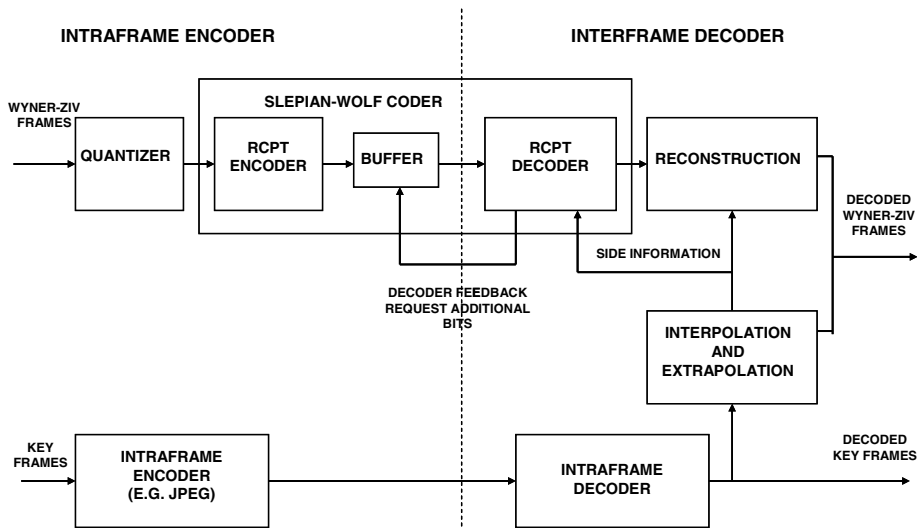 INTRAFRAME ENCODER
INTERFRAME DECODER
WYNER-ZIV
FRAMES
SLEPIAN-WOLF CODER
QUANTIZER
RCPT
ENCODER
BUFFER
RCPT
DECODER
RECONSTRUCTION
DECODED
WYNER-ZIV
FRAMES
SIDE INFORMATION
DECODER FEEDBACK
REQUEST ADDITIONAL
BITS
INTERPOLATION
AND
EXTRAPOLATION
KEY
FRAMES
INTRAFRAME
ENCODER
(E.G. JPEG)
INTRAFRAME
DECODER
DECODED
KEY FRAMES